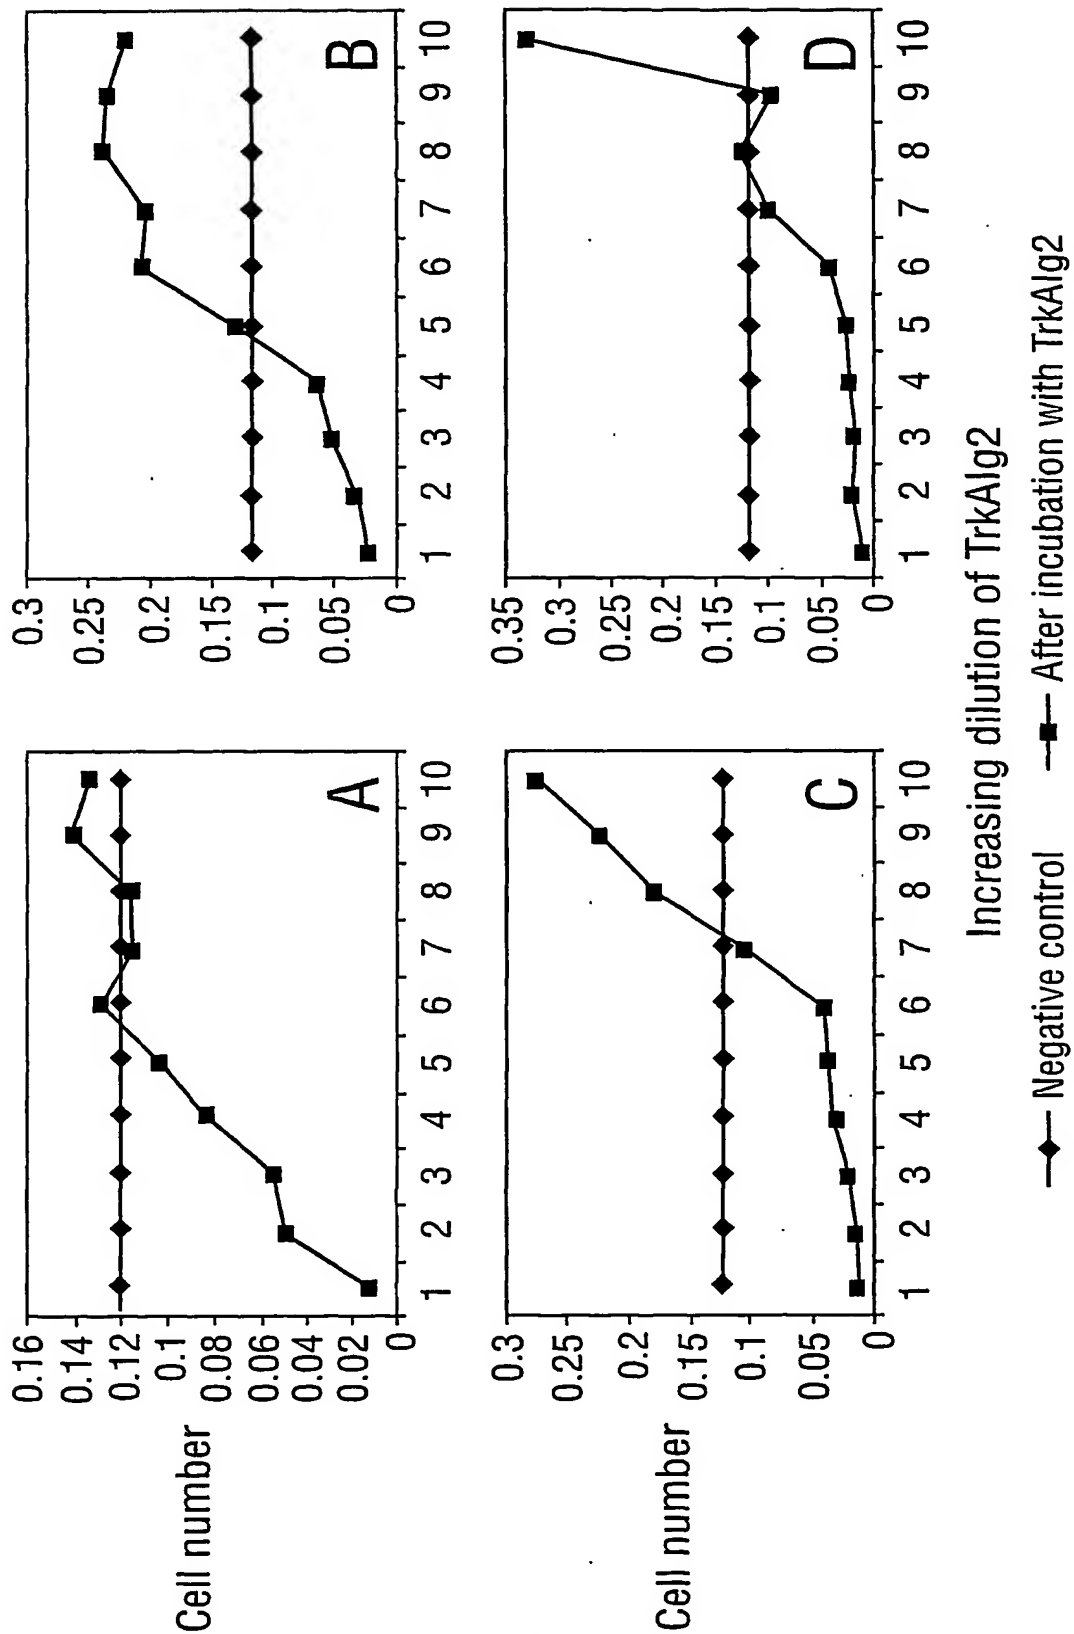 Cell number
0.16
0.14
0.12
0.1
0.08
0.06
0.04
0.02
0
1 2 3 4 5 6 7 8 9 10
A
0.3
0.25
0.2
0.15
0.1
0.05
0
1 2 3 4 5 6 7 8 9 10
B
Cell number
0.3
0.25
0.2
0.15
0.1
0.05
0
1 2 3 4 5 6 7 8 9 10
C
0.35
0.3
0.25
0.2
0.15
0.1
0.05
0
1 2 3 4 5 6 7 8 9 10
D
Increasing dilution of TrkAIg2
Negative control
After incubation with TrkAIg2